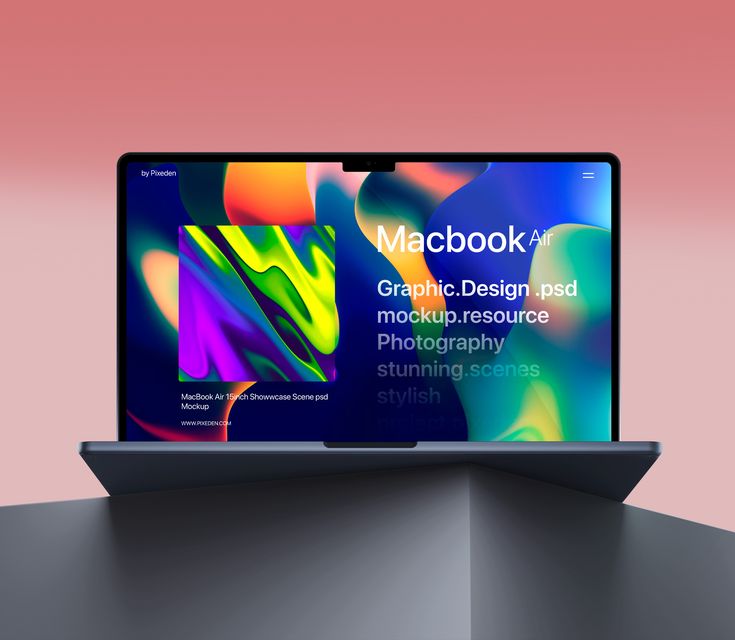 by Pixeden
Macbook Air
Graphic.Design .psd
mockup.resource
Photography
stunning.scenes
stylish
project
MacBook Air 15inch Showwcase Scene psd
Mockup
WWW.PIXEDEN.COM